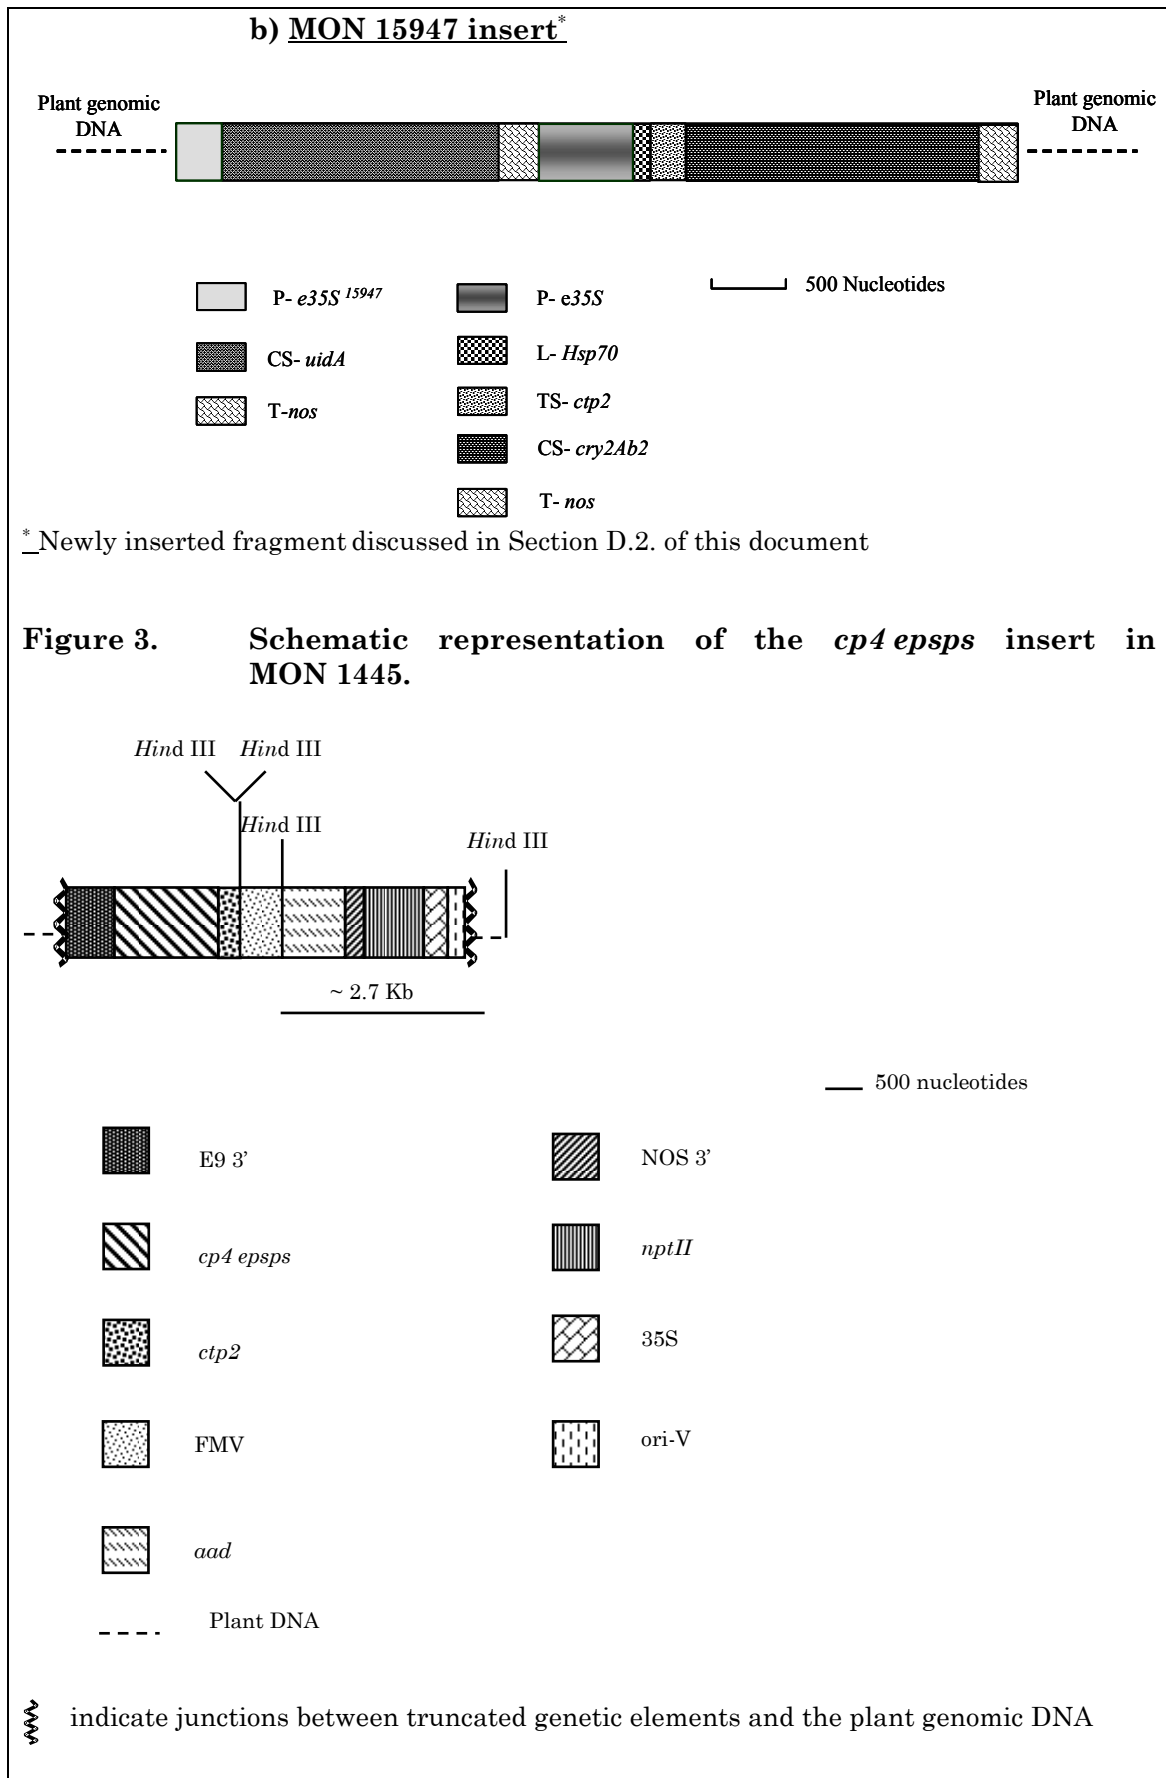 b) MON 15947 insert*
Plant genomic
DNA
Plant genomic
DNA
P- e35S 15947
P- e35S
500 Nucleotides
CS- uidA
L- Hsp70
T-nos
TS- ctp2
CS- cry2Ab2
T- nos
* Newly inserted fragment discussed in Section D.2. of this document
Figure 3. Schematic representation of the cp4 epsps insert in
MON 1445.
Hind III Hind III
Hind III
Hind III
~ 2.7 Kb
500 nucleotides
E9 3’
NOS 3’
cp4 epsps
nptII
ctp2
35S
FMV
ori-V
aad
Plant DNA
indicate junctions between truncated genetic elements and the plant genomic DNA